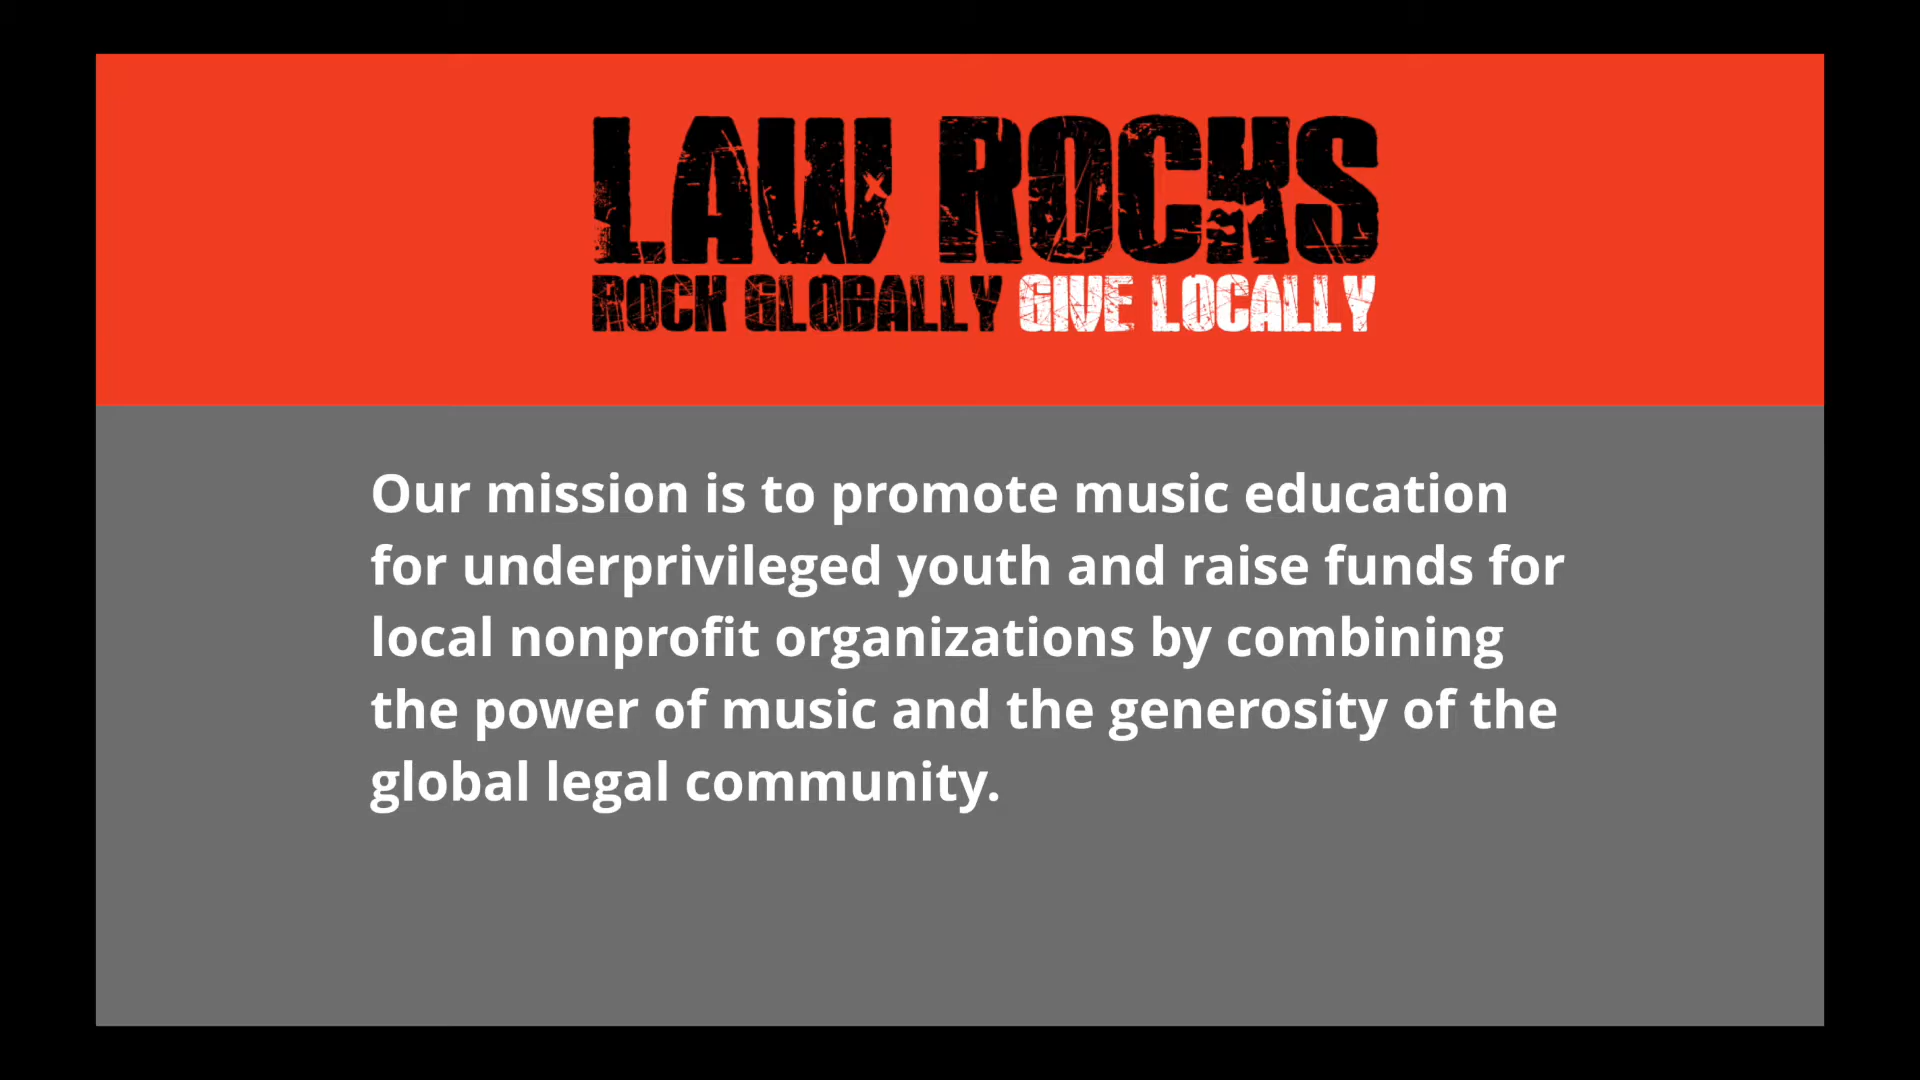 LAW ROCKS
ROCK GLOBALLY GIVE LOCALLY
Our mission is to promote music education
for underprivileged youth and raise funds for
local nonprofit organizations by combining
the power of music and the generosity of the
global legal community.